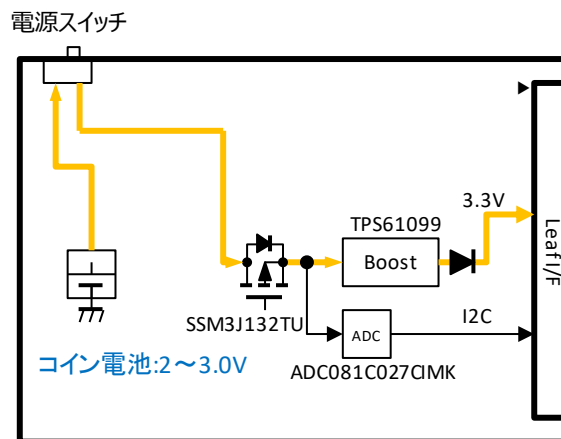 電源スイッチ
3.3V
TPS61099
Boost
Leaf I/F
SSM3J132TU
I2C
ADC
コイン電池:2～3.0V
ADC081C027CIMK